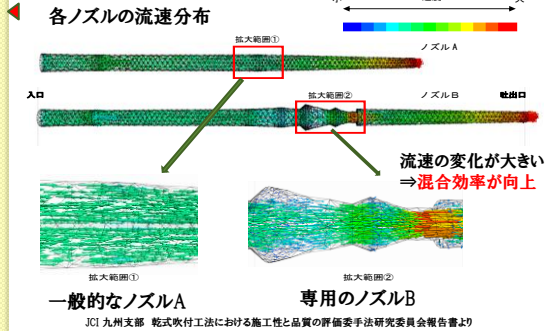 各ノズルの流速分布
ノズルA
拡大範囲①
入口
拡大範囲②
ノズルB
吐出口
流速の変化が大きい
⇒混合効率が向上
拡大範囲①
拡大範囲②
一般的なノズルA
専用のノズルB
JCI 九州支部 乾式吹付工法における施工性と品質の評価委手法研究委員会報告書より